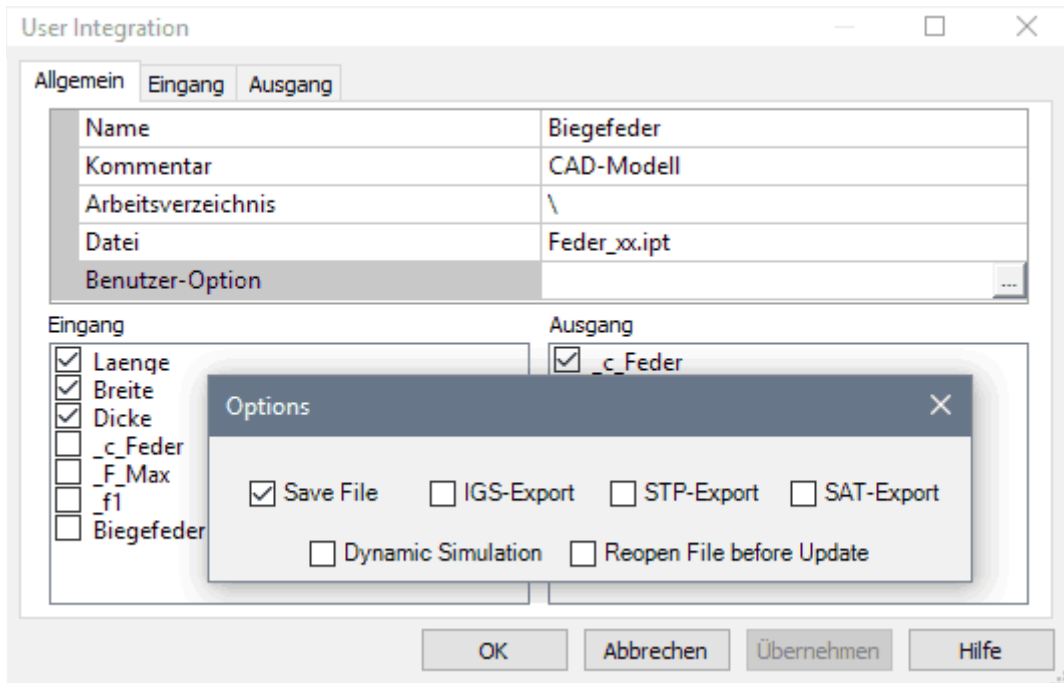 User Integration
Allgemein Eingang Ausgang
Name Biegefeder
Kommentar CAD-Modell
Arbeitsverzeichnis \
Datei Feder_xx.ipt
Benutzer-Option ...
Eingang Ausgang
Laenge _c_Feder
Breite
Dicke
_c_Feder
_F_Max
_f1
Biegefeder
Options
Save File IGS-Export STP-Export SAT-Export
Dynamic Simulation Reopen File before Update
OK Abbrechen Übernehmen Hilfe